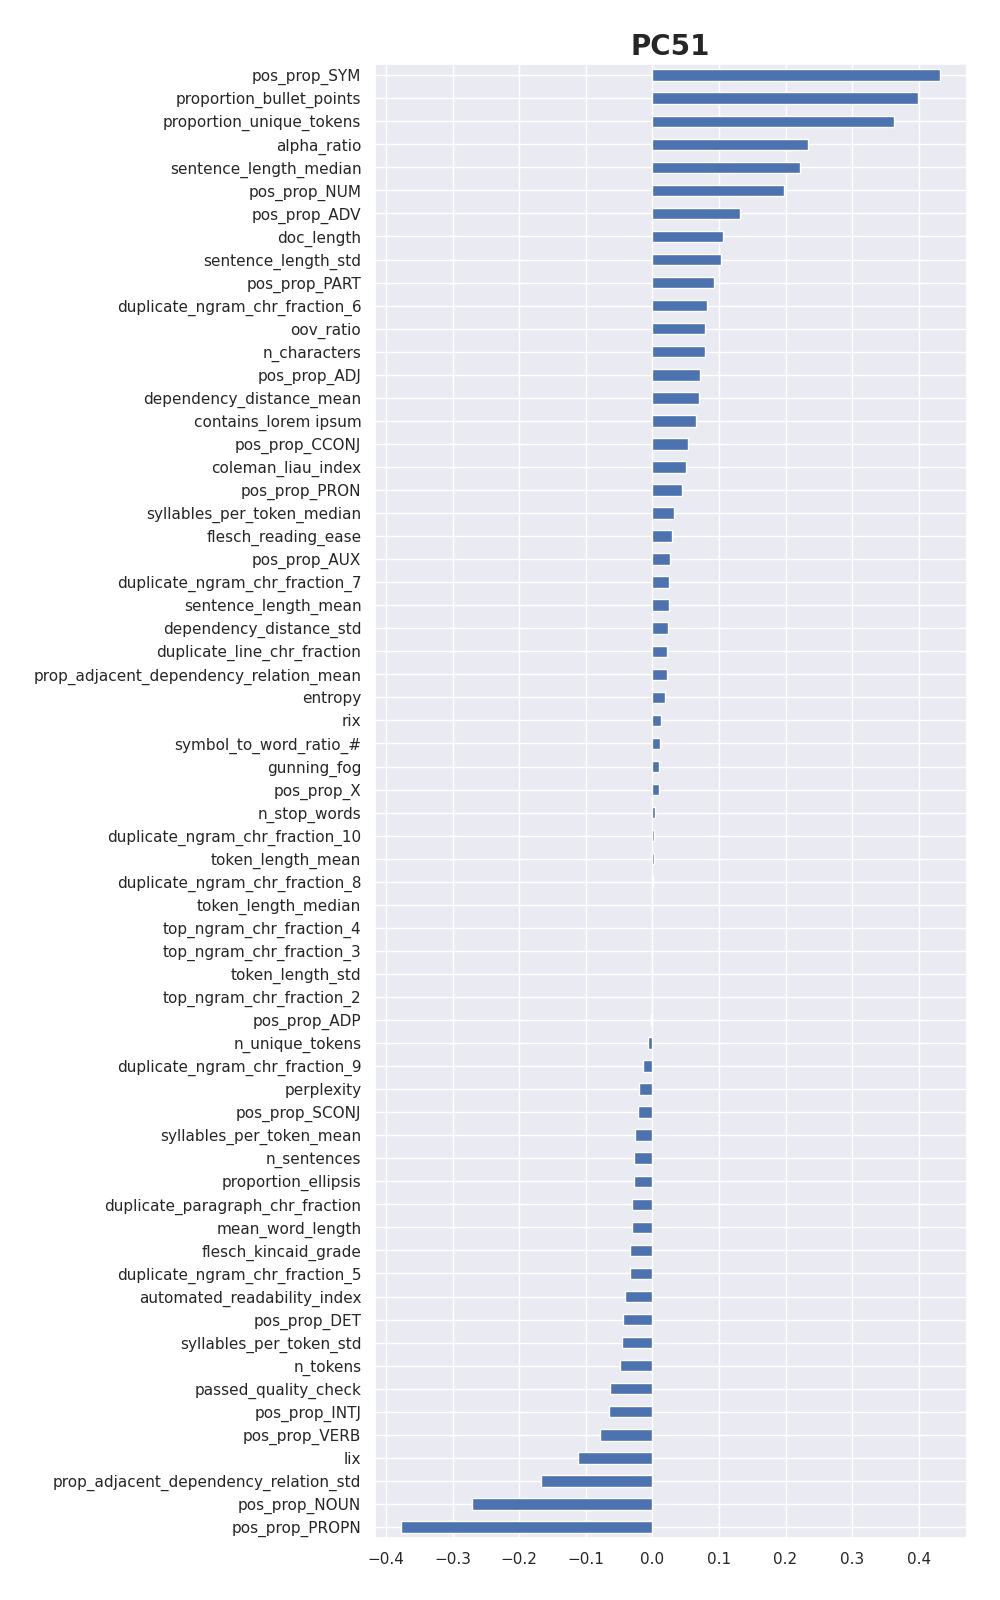 PC51
pos_prop_SYM
proportion_bullet_points
proportion_unique_tokens
alpha_ratio
sentence_length_median
pos_prop_NUM
pos_prop_ADV
doc_length
sentence_length_std
pos_prop_PART
duplicate_ngram_chr_fraction_6
oov_ratio
n_characters
pos_prop_ADJ
dependency_distance_mean
contains_lorem ipsum
pos_prop_CCONJ
coleman_liau_index
pos_prop_PRON
syllables_per_token_median
flesch_reading_ease
pos_prop_AUX
duplicate_ngram_chr_fraction_7
sentence_length_mean
dependency_distance_std
duplicate_line_chr_fraction
prop_adjacent_dependency_relation_mean
entropy
rix
symbol_to_word_ratio_#
gunning_fog
pos_prop_X
n_stop_words
duplicate_ngram_chr_fraction_10
token_length_mean
duplicate_ngram_chr_fraction_8
token_length_median
top_ngram_chr_fraction_4
top_ngram_chr_fraction_3
token_length_std
top_ngram_chr_fraction_2
pos_prop_ADP
n_unique_tokens
duplicate_ngram_chr_fraction_9
perplexity
pos_prop_SCONJ
syllables_per_token_mean
n_sentences
proportion_ellipsis
duplicate_paragraph_chr_fraction
mean_word_length
flesch_kincaid_grade
duplicate_ngram_chr_fraction_5
automated_readability_index
pos_prop_DET
syllables_per_token_std
n_tokens
passed_quality_check
pos_prop_INTJ
pos_prop_VERB
lix
prop_adjacent_dependency_relation_std
pos_prop_NOUN
pos_prop_PROPN
−0.4 −0.3 −0.2 −0.1 0.0 0.1 0.2 0.3 0.4